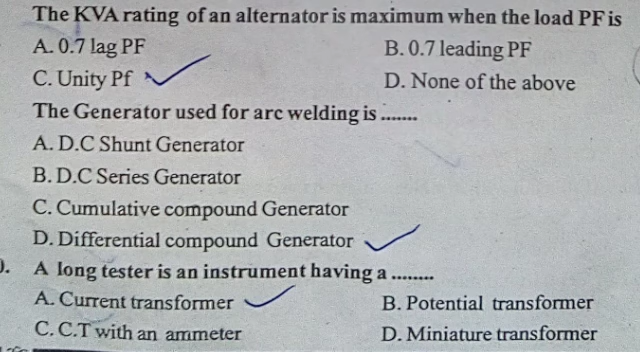 The KVA rating of an alternator is maximum when the load PF is
A. 0.7 lag PF B. 0.7 leading PF
C. Unity Pf D. None of the above
The Generator used for arc welding is .......
A. D.C Shunt Generator
B. D.C Series Generator
C. Cumulative compound Generator
D. Differential compound Generator
). A long tester is an instrument having a ........
A. Current transformer B. Potential transformer
C. C.T with an ammeter D. Miniature transformer